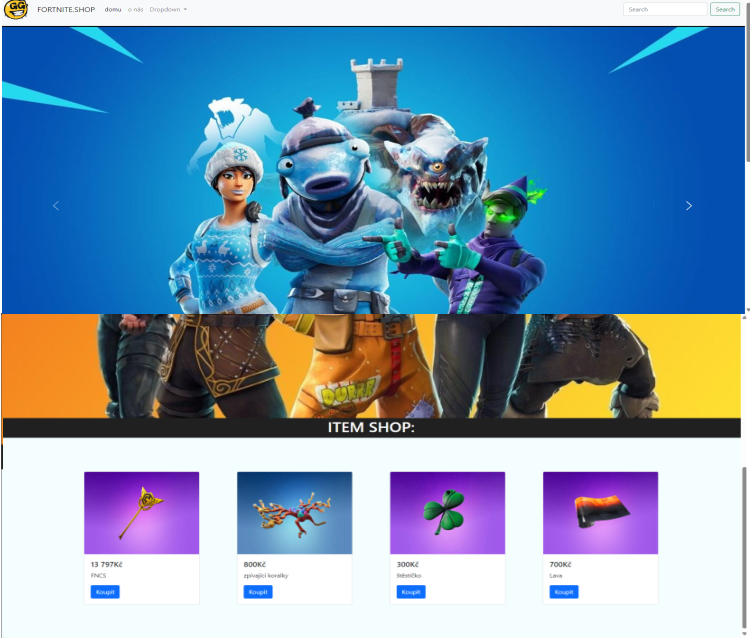 GG
FORTNITE.SHOP domu o nás Dropdown Search Search
DURRR
ITEM SHOP:
13 797Kč
FNCS
Koupit
800Kč
zpívající korálky
Koupit
300Kč
štěstíčko
Koupit
700Kč
Lava
Koupit